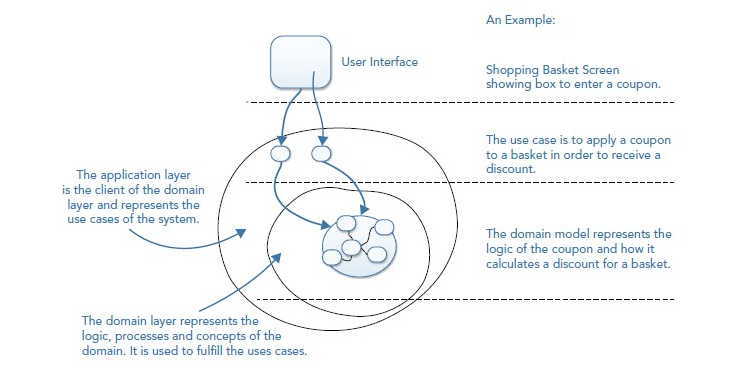 An Example:
User Interface
Shopping Basket Screen
showing box to enter a coupon.
The use case is to apply a coupon
to a basket in order to receive a
discount.
The application layer
is the client of the domain
layer and represents the
use cases of the system.
The domain model represents the
logic of the coupon and how it
calculates a discount for a basket.
The domain layer represents the
logic, processes and concepts of the
domain. It is used to fulfill the uses cases.